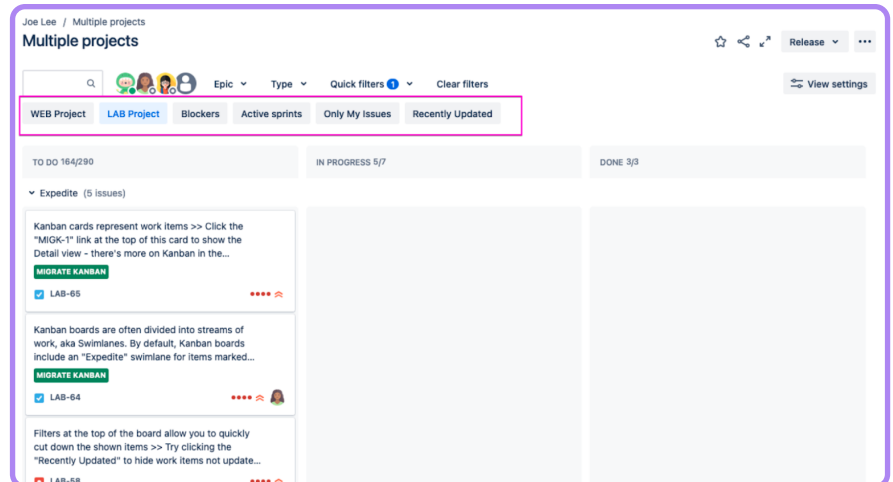 Joe Lee / Multiple projects
Multiple projects
Release
Epic Type Quick filters 1 Clear filters
View settings
WEB Project LAB Project Blockers Active sprints Only My Issues Recently Updated
TO DO 164/290 IN PROGRESS 5/7 DONE 3/3
Expedite (5 issues)
Kanban cards represent work items >> Click the
"MIGK-1" link at the top of this card to show the
Detail view - there's more on Kanban in the...
MIGRATE KANBAN
LAB-65
Kanban boards are often divided into streams of
work, aka Swimlanes. By default, Kanban boards
include an "Expedite" swimlane for items marked...
MIGRATE KANBAN
LAB-64
Filters at the top of the board allow you to quickly
cut down the shown items >> Try clicking the
"Recently Updated" to hide work items not update...
LAB-58